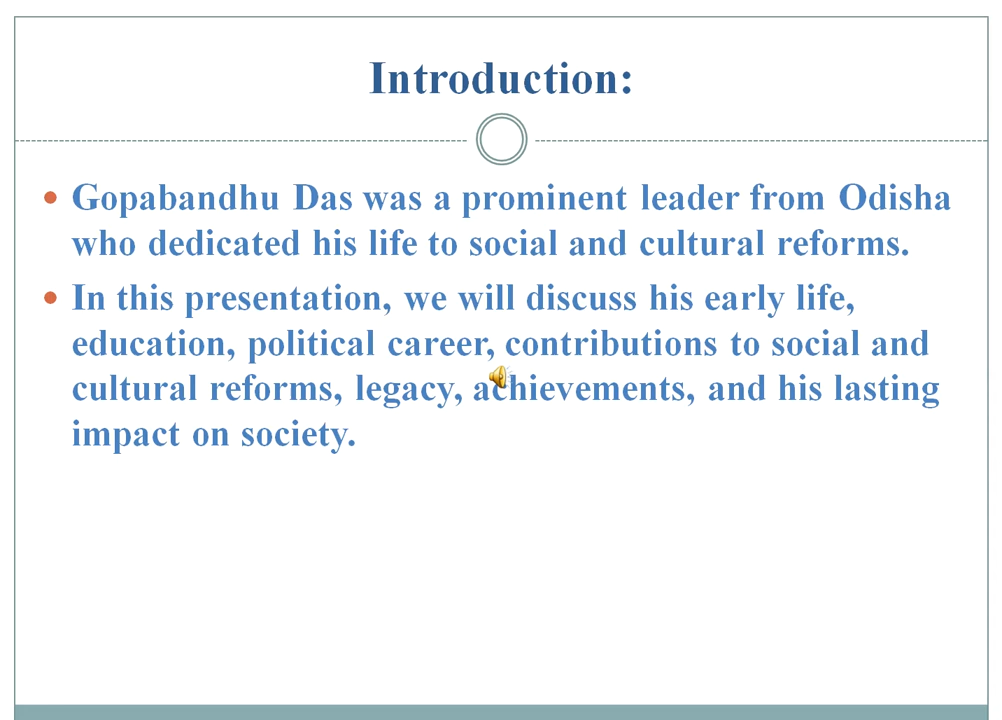 Introduction:
Gopabandhu Das was a prominent leader from Odisha
who dedicated his life to social and cultural reforms.
In this presentation, we will discuss his early life,
education, political career, contributions to social and
cultural reforms, legacy, achievements, and his lasting
impact on society.